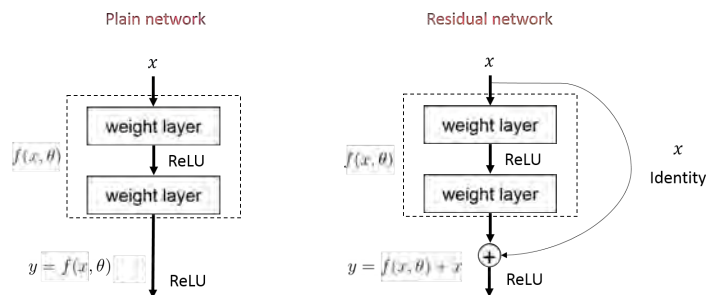 Plain network
x
weight layer
ReLU
f(x, θ)
weight layer
y = f(x, θ)
ReLU
Residual network
x
weight layer
ReLU
f(x, θ)
weight layer
x
Identity
+
y = f(x, θ) + x
ReLU